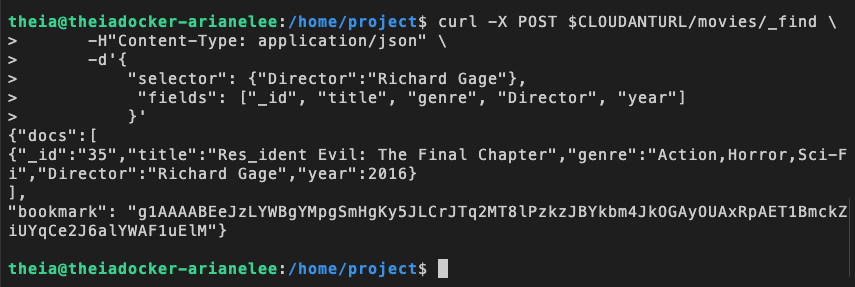 theia@theiadocker-arianelee:/home/project$ curl -X POST $CLOUDANTURL/movies/_find \
>       -H"Content-Type: application/json" \
>       -d'{
>           "selector": {"Director":"Richard Gage"},
>            "fields": ["_id", "title", "genre", "Director", "year"]
>           }'
{"docs":[
{"_id":"35","title":"Res_ident Evil: The Final Chapter","genre":"Action,Horror,Sci-F
i","Director":"Richard Gage","year":2016}
],
"bookmark": "g1AAAABEeJzLYWBgYMpgSmHgKy5JLCrJTq2MT8lPzkzJBYkbm4JkOGAyOUAxRpAET1BmckZ
iUYqCe2J6alYWAF1uElM"}
theia@theiadocker-arianelee:/home/project$